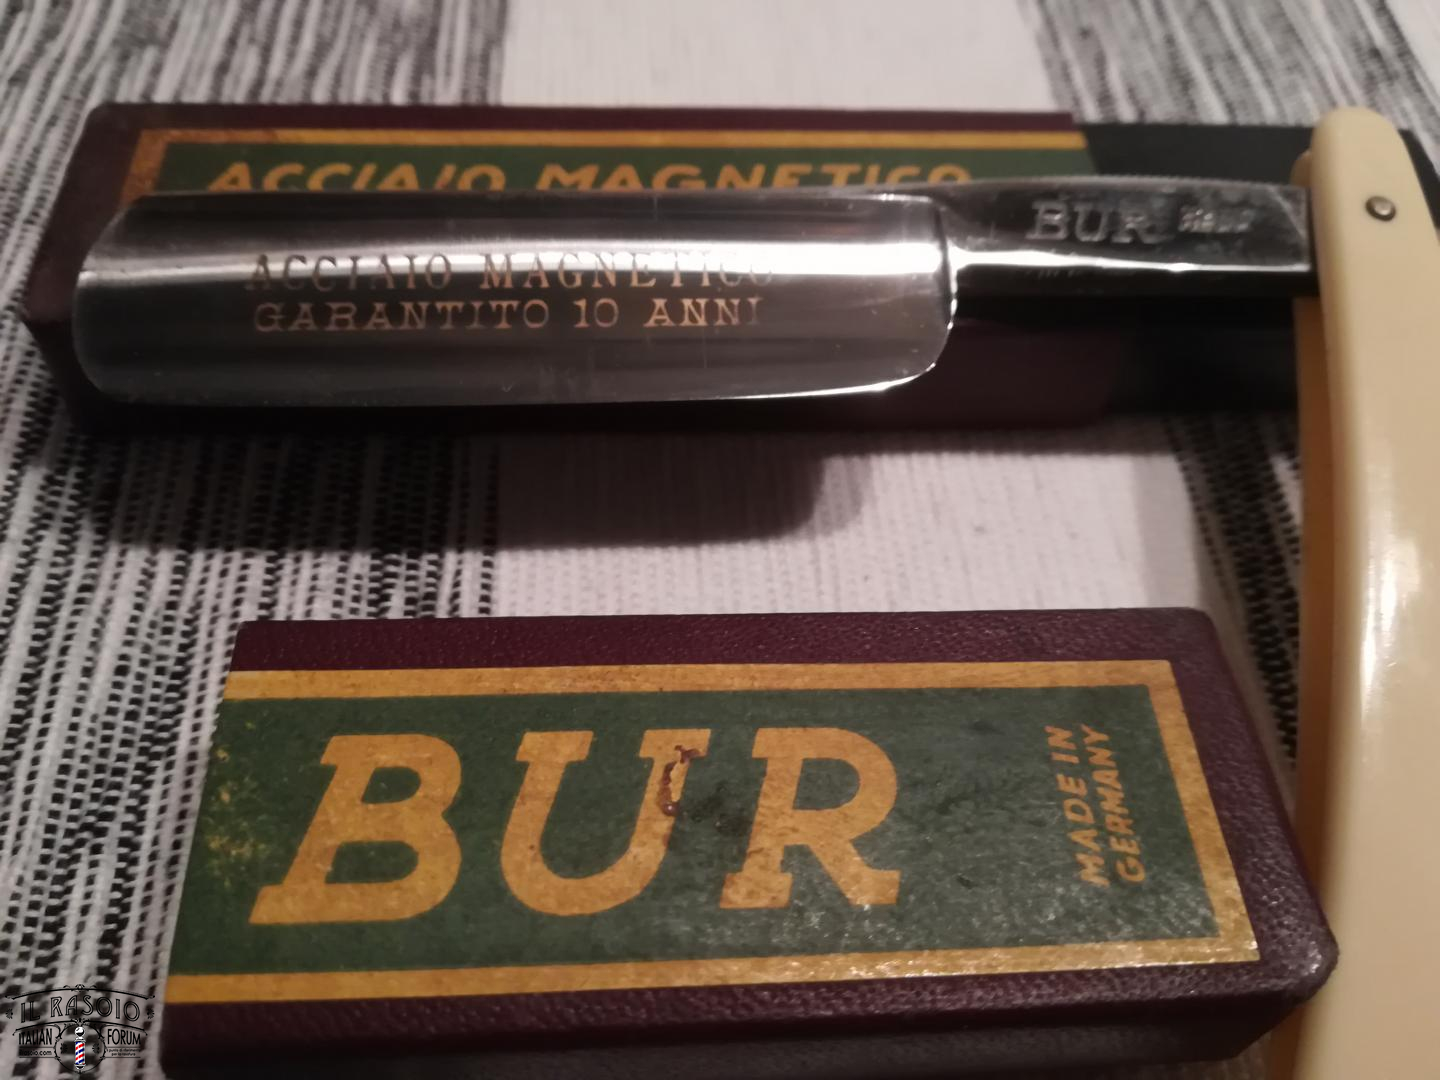 ACCIAIO MAGNETICO
BUR
ACCIAIO MAGNETICO
GARANTITO 10 ANNI
BUR
MADE IN
GERMANY
IL RASOIO
ITALIAN FORUM